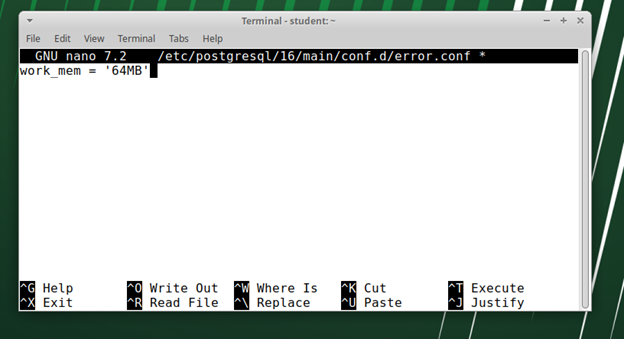 Terminal - student: ~
File Edit View Terminal Tabs Help
GNU nano 7.2 /etc/postgresql/16/main/conf.d/error.conf *
work_mem = '64MB'
^G Help ^O Write Out ^W Where Is ^K Cut ^T Execute
^X Exit ^R Read File ^\ Replace ^U Paste ^J Justify